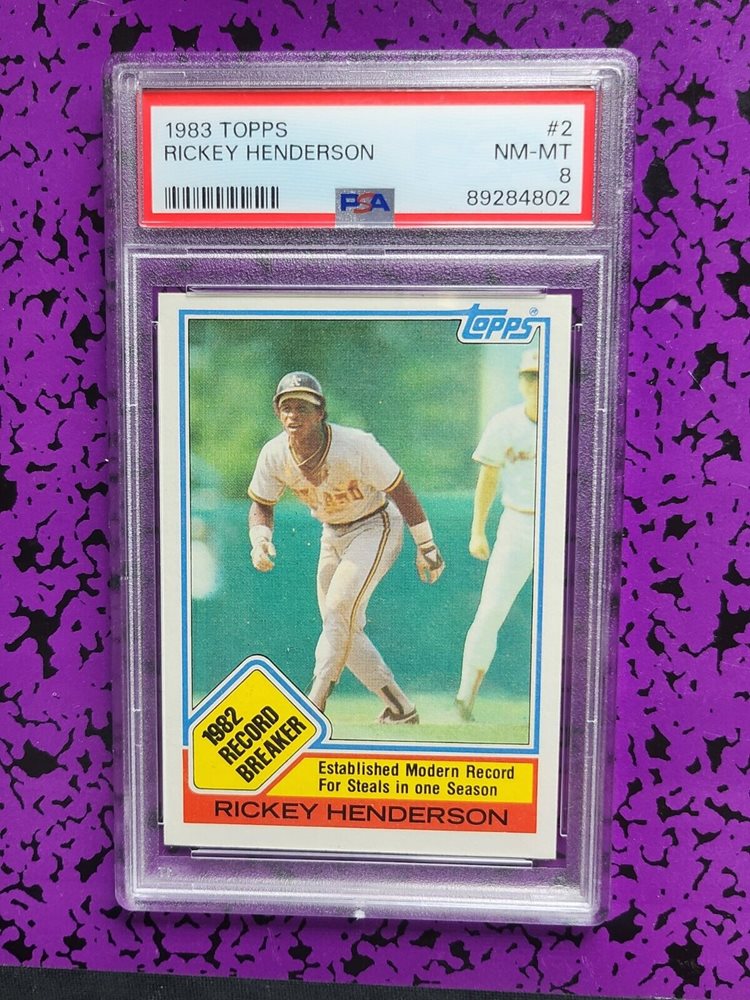 1983 TOPPS #2
RICKEY HENDERSON NM-MT
8
PSA 89284802
TOPPS
1982
RECORD
BREAKER
Established Modern Record
For Steals in one Season
RICKEY HENDERSON